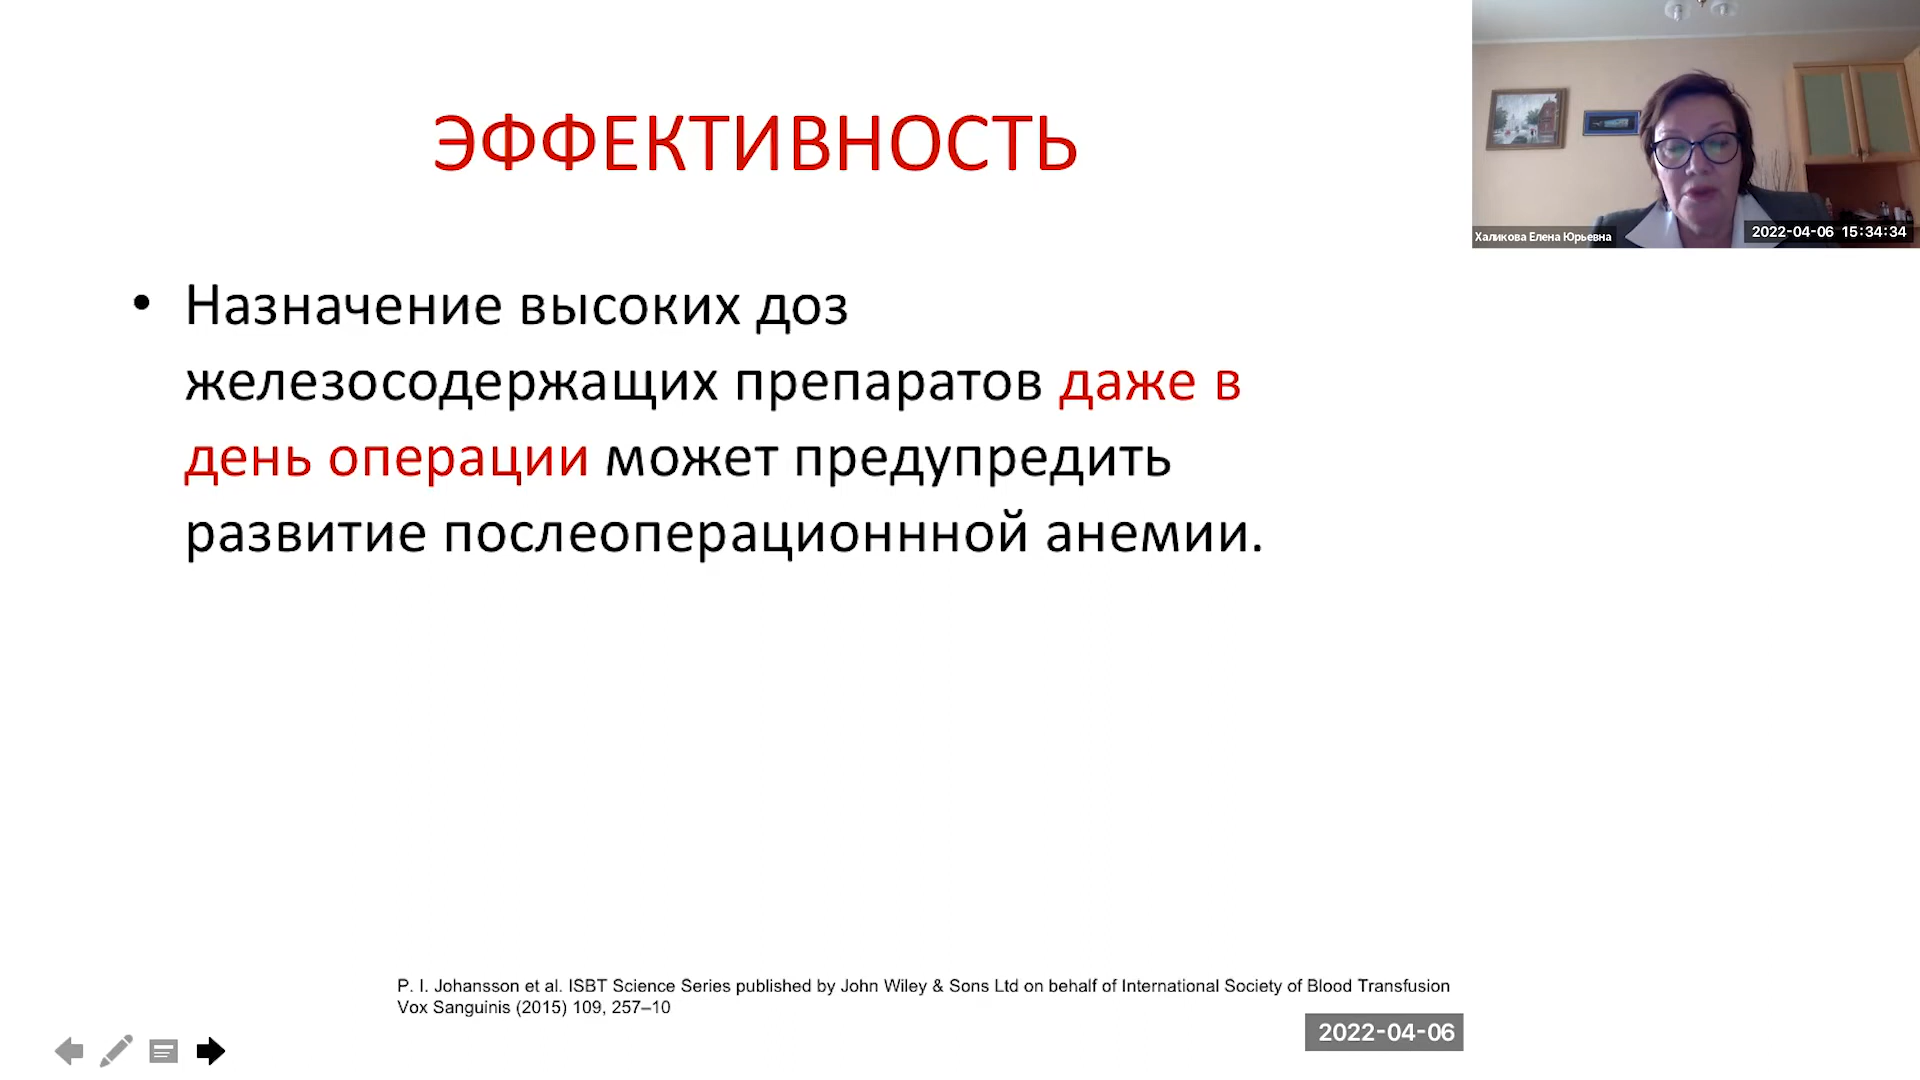 ЭФФЕКТИВНОСТЬ
• Назначение высоких доз
железосодержащих препаратов даже в
день операции может предупредить
развитие послеоперационнной анемии.
P. I. Johansson et al. ISBT Science Series published by John Wiley & Sons Ltd on behalf of International Society of Blood Transfusion
Vox Sanguinis (2015) 109, 257–10
2022-04-06
Халикова Елена Юрьевна
2022-04-06 15:34:34